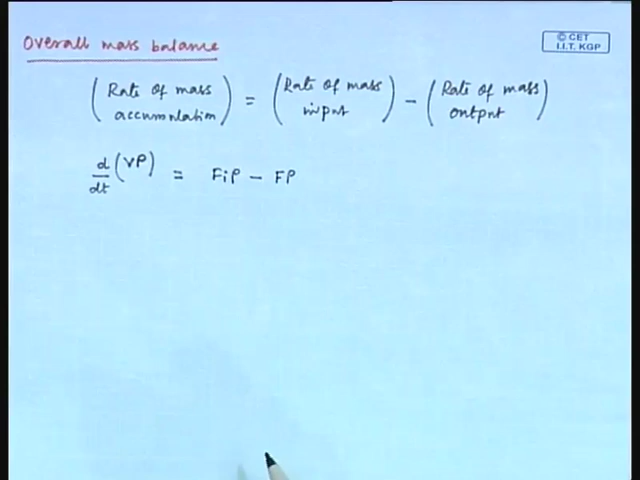 Overall mass balance
© CET
I.I.T. KGP
(Rate of mass accumulation) = (Rate of mass input) - (Rate of mass output)
d/dt (Vρ) = Fiρ - Fρ